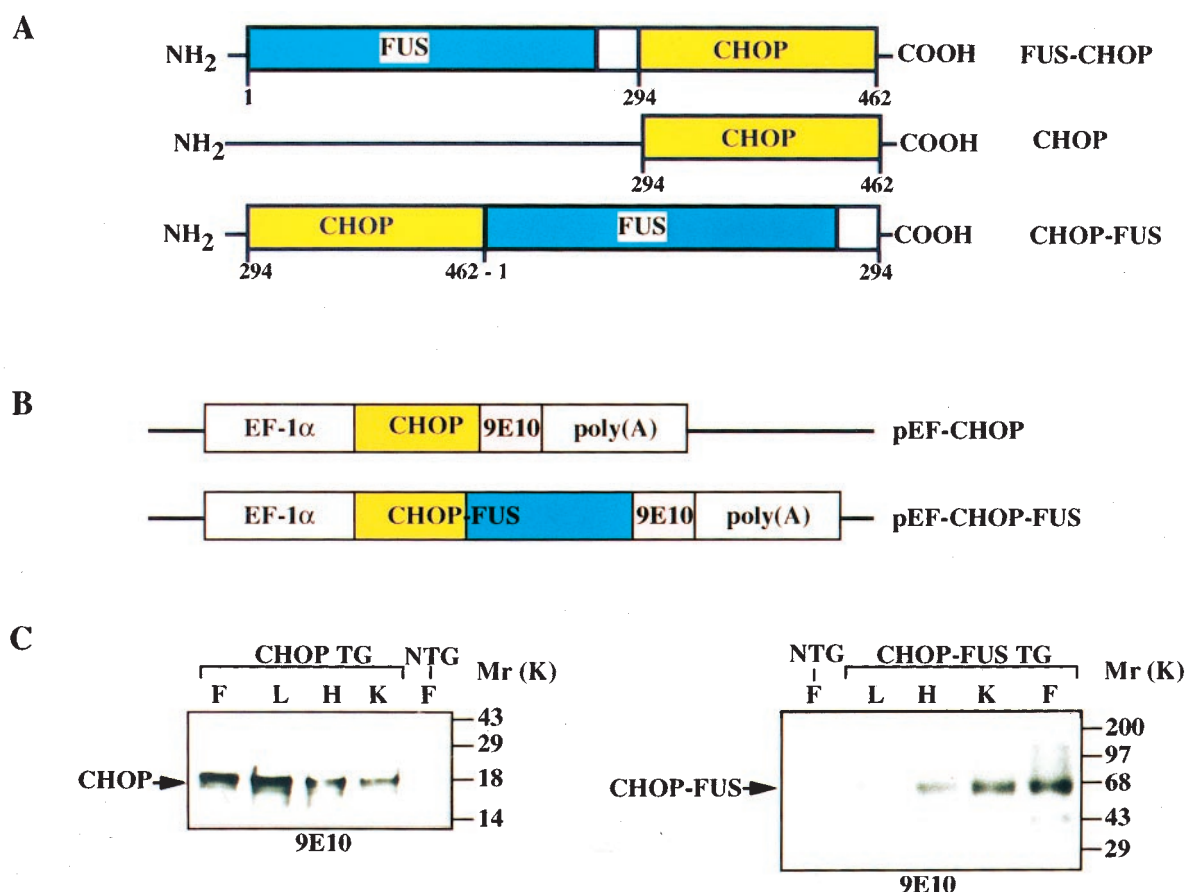 A
NH2 FUS CHOP COOH FUS-CHOP
1 294 462
NH2 CHOP COOH CHOP
294 462
NH2 CHOP FUS COOH CHOP-FUS
294 462 - 1 294
B
EF-1α CHOP 9E10 poly(A) pEF-CHOP
EF-1α CHOP-FUS 9E10 poly(A) pEF-CHOP-FUS
C
CHOP TG NTG Mr (K)
F L H K F
43
29
CHOP 18
14
9E10
NTG CHOP-FUS TG Mr (K)
F L H K F
200
97
CHOP-FUS 68
43
29
9E10